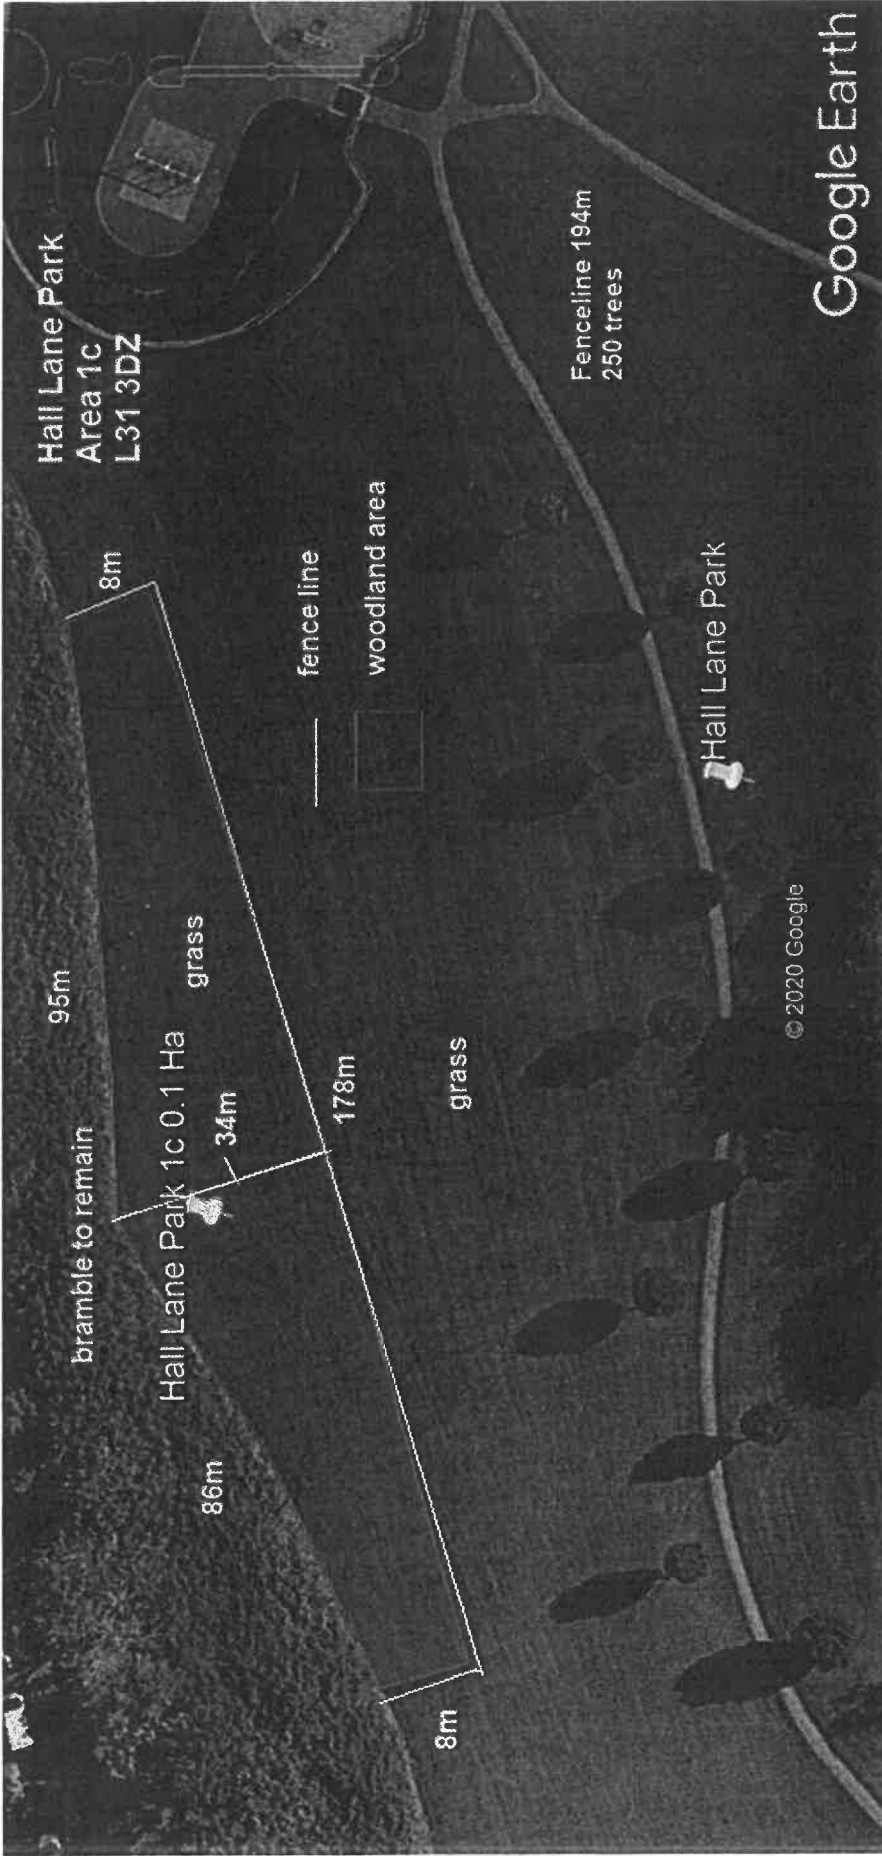 Hall Lane Park
Area 1c
L31 3DZ
8m
95m
bramble to remain
86m
8m
grass
Hall Lane Park 1c 0.1 Ha
34m
178m
grass
fence line
woodland area
Fenceline 194m
250 trees
Hall Lane Park
© 2020 Google
Google Earth